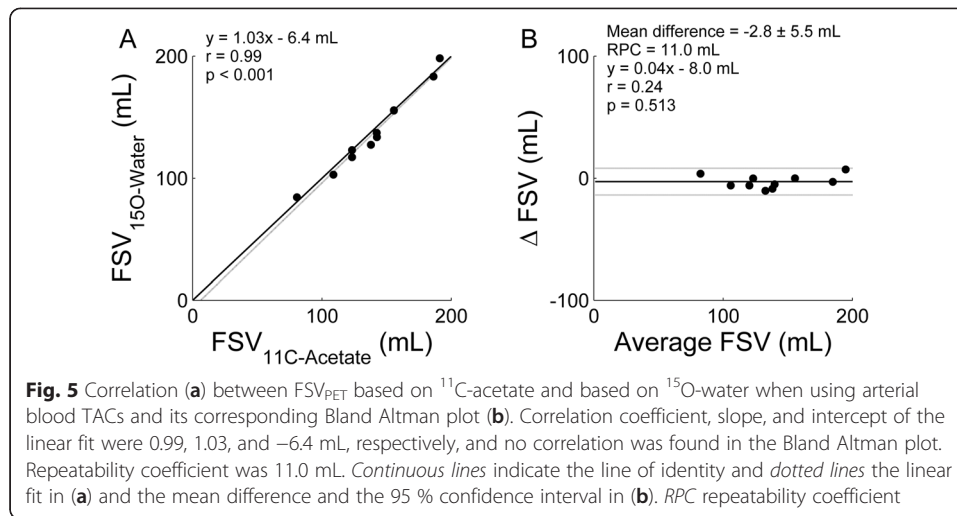 A
y = 1.03x - 6.4 mL
r = 0.99
p < 0.001
200
100
0
FSV15O-Water (mL)
0
100
200
FSV11C-Acetate (mL)
B
Mean difference = -2.8 ± 5.5 mL
RPC = 11.0 mL
y = 0.04x - 8.0 mL
r = 0.24
p = 0.513
100
0
-100
Δ FSV (mL)
0
100
200
Average FSV (mL)
Fig. 5 Correlation (a) between FSVPET based on 11C-acetate and based on 15O-water when using arterial
blood TACs and its corresponding Bland Altman plot (b). Correlation coefficient, slope, and intercept of the
linear fit were 0.99, 1.03, and −6.4 mL, respectively, and no correlation was found in the Bland Altman plot.
Repeatability coefficient was 11.0 mL. Continuous lines indicate the line of identity and dotted lines the linear
fit in (a) and the mean difference and the 95 % confidence interval in (b). RPC repeatability coefficient